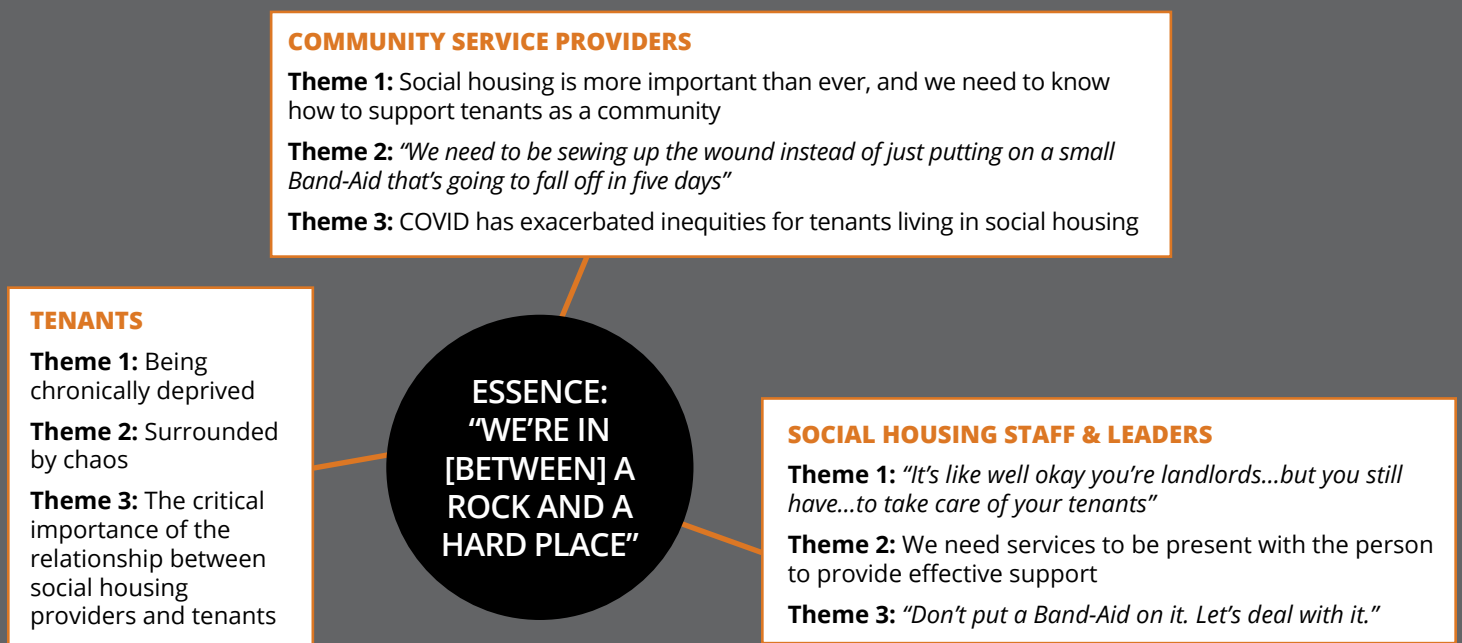 COMMUNITY SERVICE PROVIDERS
Theme 1: Social housing is more important than ever, and we need to know
how to support tenants as a community
Theme 2: “We need to be sewing up the wound instead of just putting on a small
Band-Aid that’s going to fall off in five days”
Theme 3: COVID has exacerbated inequities for tenants living in social housing
TENANTS
Theme 1: Being
chronically deprived
Theme 2: Surrounded
by chaos
Theme 3: The critical
importance of the
relationship between
social housing
providers and tenants
ESSENCE:
“WE’RE IN
[BETWEEN] A
ROCK AND A
HARD PLACE”
SOCIAL HOUSING STAFF & LEADERS
Theme 1: “It’s like well okay you’re landlords...but you still
have...to take care of your tenants”
Theme 2: We need services to be present with the person
to provide effective support
Theme 3: “Don’t put a Band-Aid on it. Let’s deal with it.”